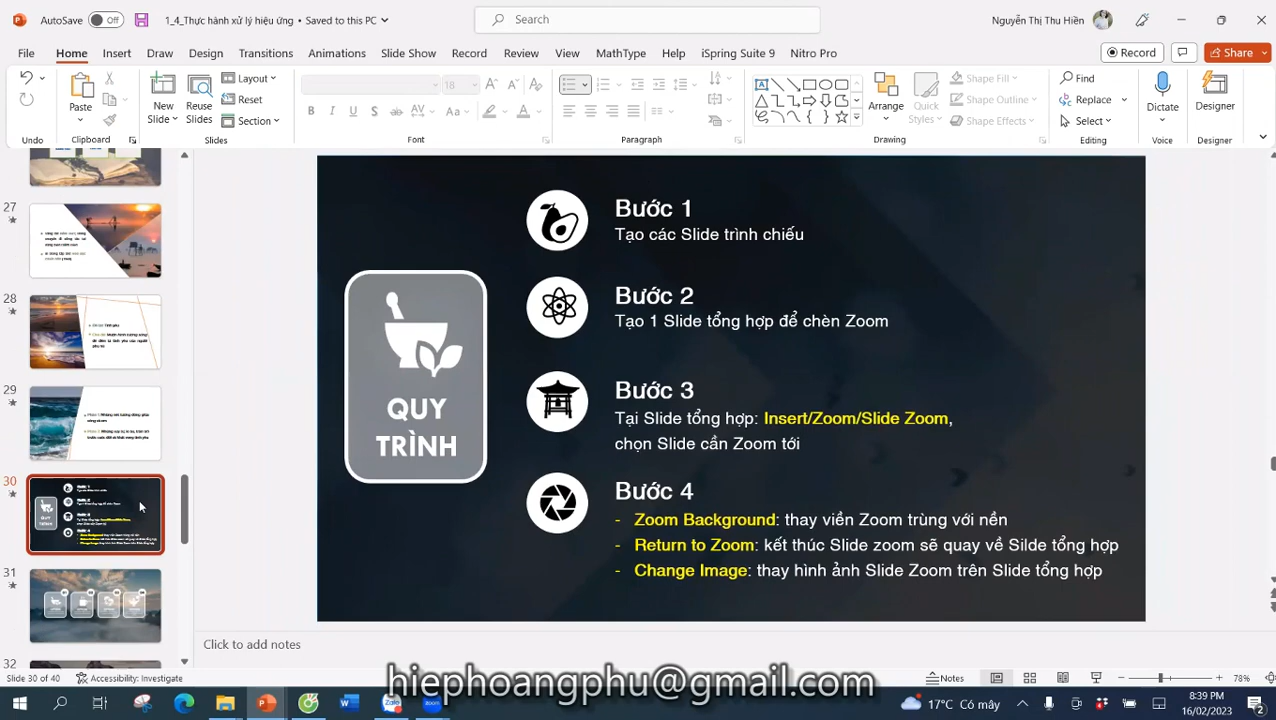 AutoSave Off 1_4_Thực hành xử lý hiệu ứng • Saved to this PC Search Nguyễn Thị Thu Hiền
File Home Insert Draw Design Transitions Animations Slide Show Record Review View MathType Help iSpring Suite 9 Nitro Pro Record Share
Undo
Paste
Clipboard
New Slide
Reuse Slides
Layout
Reset
Section
Slides
18
Font
Paragraph
Arrange
Quick Styles
Shape Fill
Shape Outline
Shape Effects
Drawing
Find
Replace
Select
Editing
Dictate
Voice
Designer
Designer
27
28
29
30
31
32
QUY
TRÌNH
Bước 1
Tạo các Slide trình chiếu
Bước 2
Tạo 1 Slide tổng hợp để chèn Zoom
Bước 3
Tại Slide tổng hợp: Insart/Zoom/Slide Zoom,
chọn Slide cần Zoom tới
Bước 4
- Zoom Background: thay viền Zoom trùng với nền
- Return to Zoom: kết thúc Slide zoom sẽ quay về Silde tổng hợp
- Change Image: thay hình ảnh Slide Zoom trên Slide tổng hợp
Click to add notes
Slide 30 of 40 Accessibility: Investigate Notes 78%
hiephoangphu@gmail.com
17°C Có mây 8:39 PM
16/02/2023